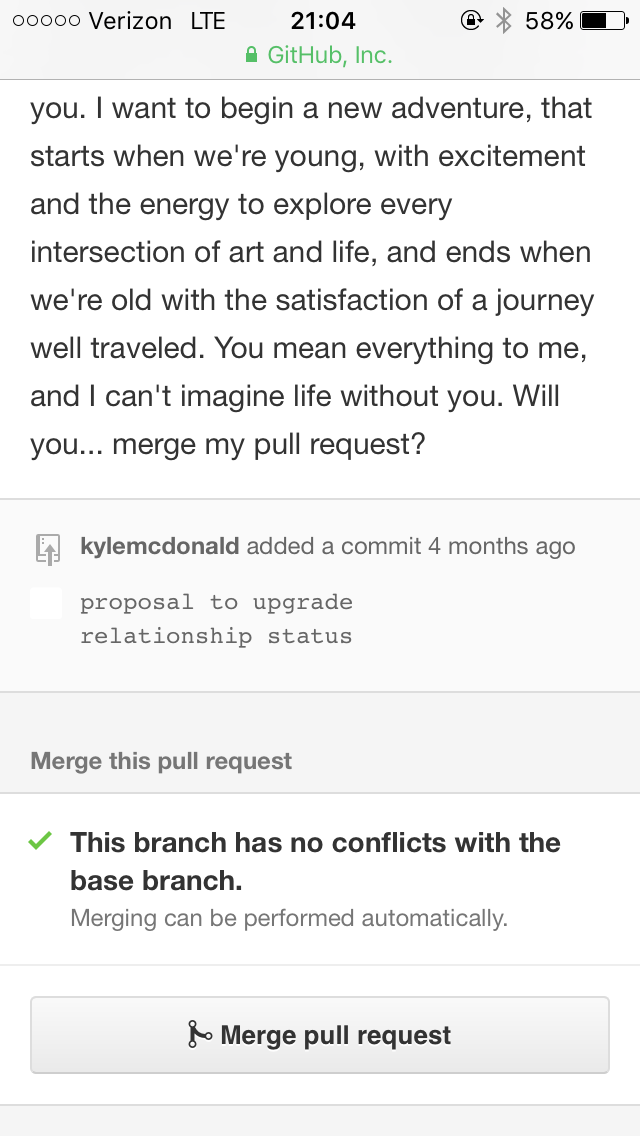 Verizon LTE 21:04 58%
GitHub, Inc.
you. I want to begin a new adventure, that
starts when we're young, with excitement
and the energy to explore every
intersection of art and life, and ends when
we're old with the satisfaction of a journey
well traveled. You mean everything to me,
and I can't imagine life without you. Will
you... merge my pull request?
kylemcdonald added a commit 4 months ago
proposal to upgrade
relationship status
Merge this pull request
This branch has no conflicts with the
base branch.
Merging can be performed automatically.
Merge pull request